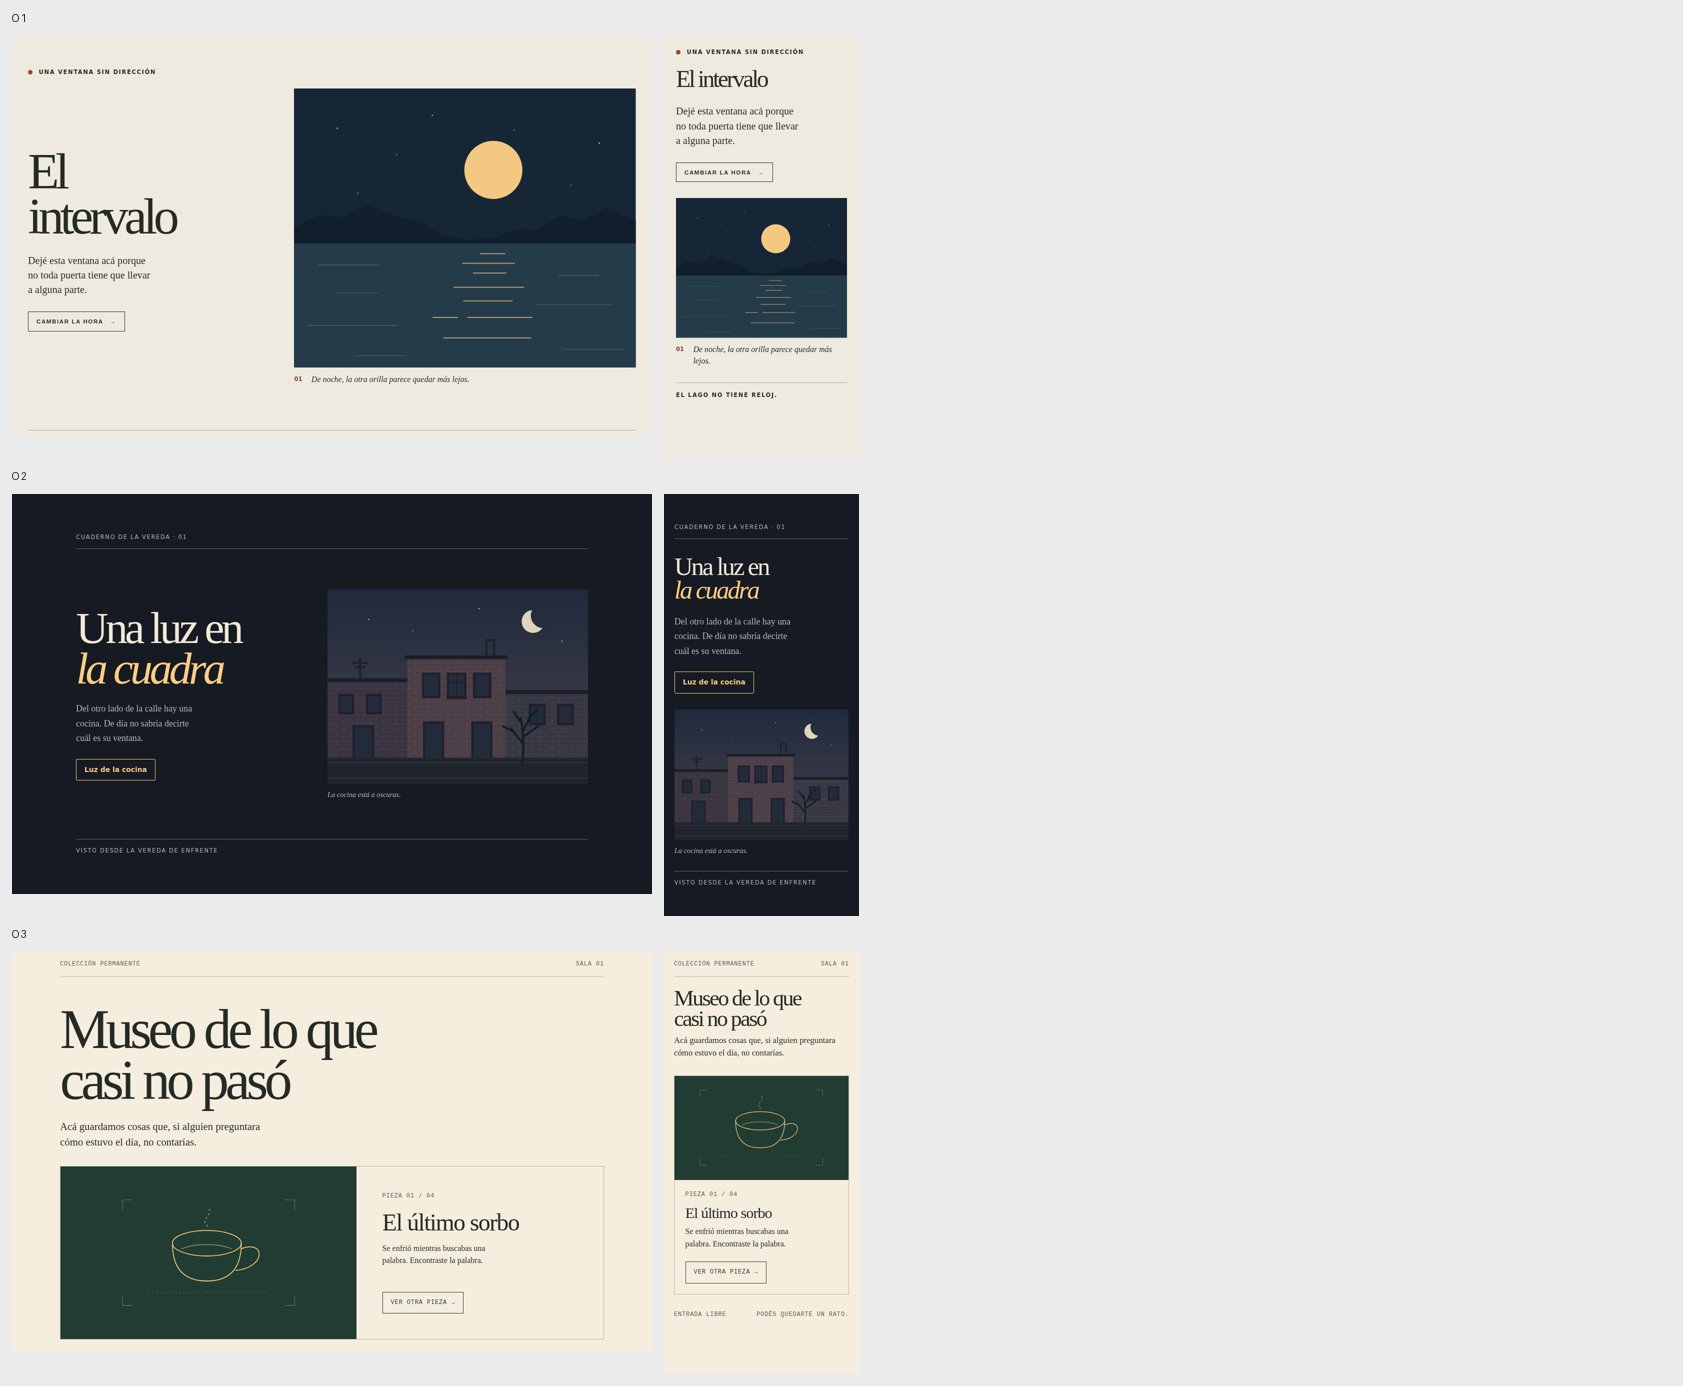 01
UNA VENTANA SIN DIRECCIÓN
El
intervalo
Dejé esta ventana acá porque
no toda puerta tiene que llevar
a alguna parte.
CAMBIAR LA HORA →
01 De noche, la otra orilla parece quedar más lejos.
UNA VENTANA SIN DIRECCIÓN
El intervalo
Dejé esta ventana acá porque
no toda puerta tiene que llevar
a alguna parte.
CAMBIAR LA HORA →
01 De noche, la otra orilla parece quedar más
lejos.
EL LAGO NO TIENE RELOJ.
02
CUADERNO DE LA VEREDA · 01
Una luz en
la cuadra
Del otro lado de la calle hay una
cocina. De día no sabría decirte
cuál es su ventana.
Luz de la cocina
La cocina está a oscuras.
VISTO DESDE LA VEREDA DE ENFRENTE
CUADERNO DE LA VEREDA · 01
Una luz en
la cuadra
Del otro lado de la calle hay una
cocina. De día no sabría decirte
cuál es su ventana.
Luz de la cocina
La cocina está a oscuras.
VISTO DESDE LA VEREDA DE ENFRENTE
03
COLECCIÓN PERMANENTE SALA 01
Museo de lo que
casi no pasó
Acá guardamos cosas que, si alguien preguntara
cómo estuvo el día, no contarías.
PIEZA 01 / 04
El último sorbo
Se enfrió mientras buscabas una
palabra. Encontraste la palabra.
VER OTRA PIEZA →
COLECCIÓN PERMANENTE SALA 01
Museo de lo que
casi no pasó
Acá guardamos cosas que, si alguien preguntara
cómo estuvo el día, no contarías.
PIEZA 01 / 04
El último sorbo
Se enfrió mientras buscabas una
palabra. Encontraste la palabra.
VER OTRA PIEZA →
ENTRADA LIBRE PODÉS QUEDARTE UN RATO.